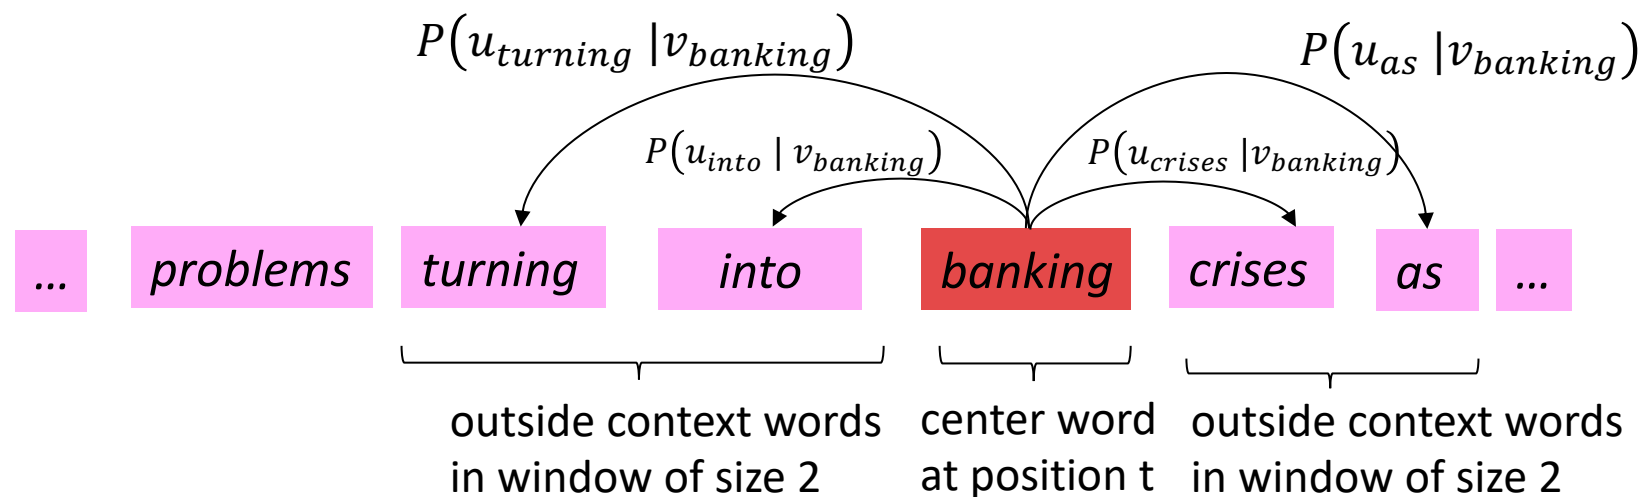 P(u_turning |v_banking)
P(u_as |v_banking)
P(u_into | v_banking)
P(u_crises |v_banking)
... problems turning into banking crises as ...
outside context words
in window of size 2
center word
at position t
outside context words
in window of size 2